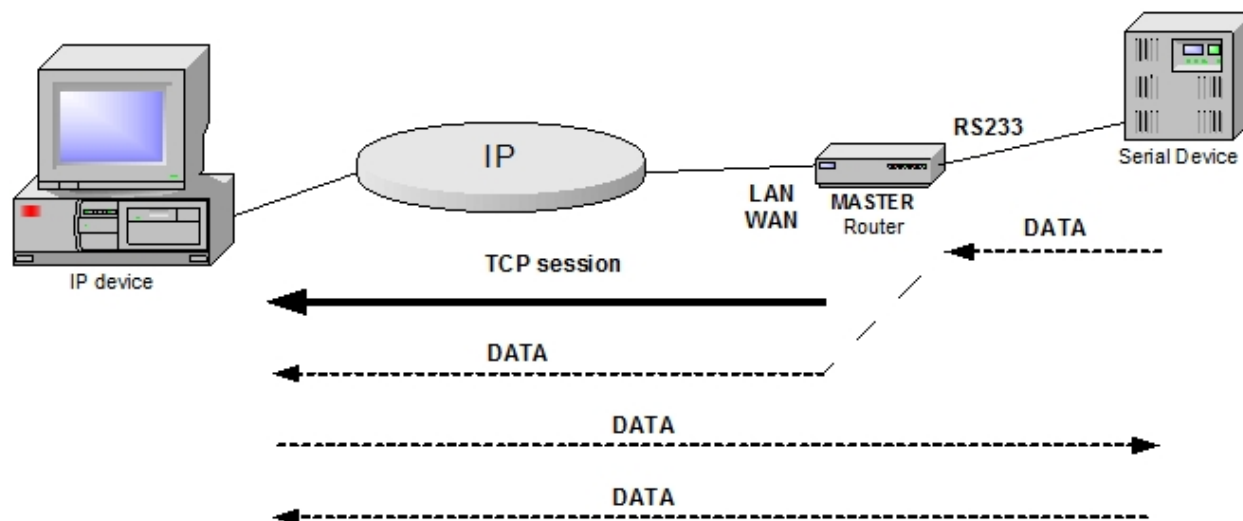 IP
RS233
Serial Device
LAN
WAN
MASTER
Router
DATA
IP device
TCP session
DATA
DATA
DATA